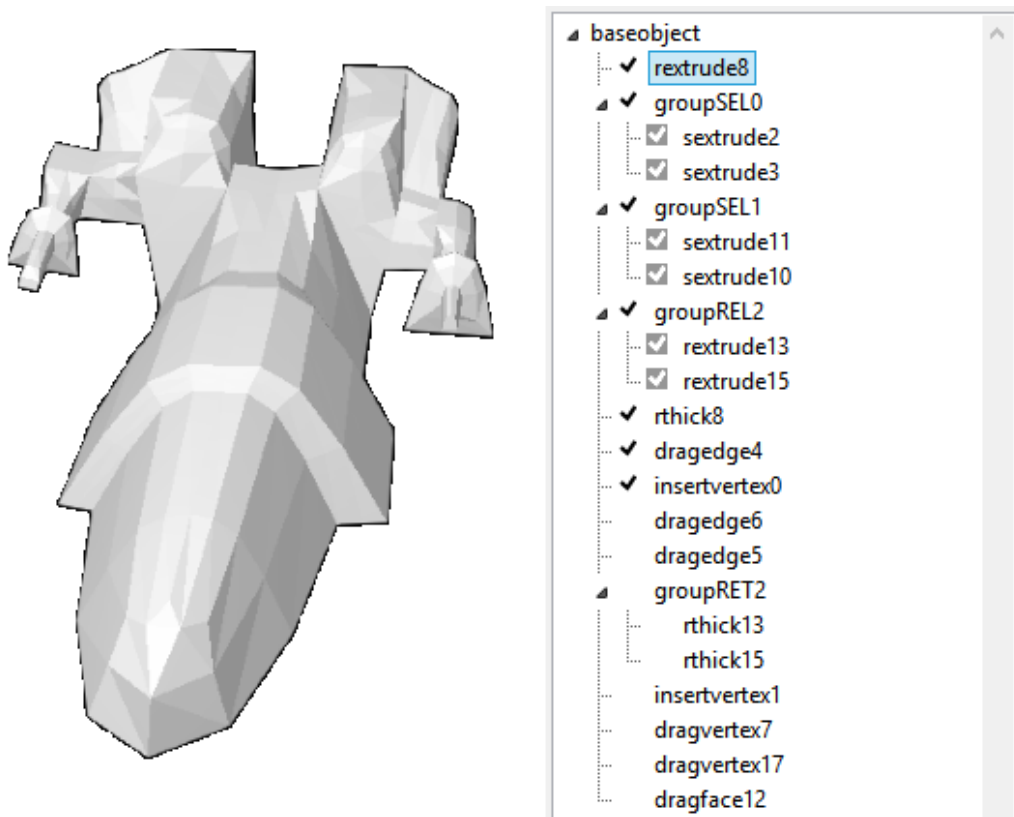 baseobject
rextrude8
groupSEL0
sextrude2
sextrude3
groupSEL1
sextrude11
sextrude10
groupREL2
rextrude13
rextrude15
rthick8
dragedge4
insertvertex0
dragedge6
dragedge5
groupRET2
rthick13
rthick15
insertvertex1
dragvertex7
dragvertex17
dragface12